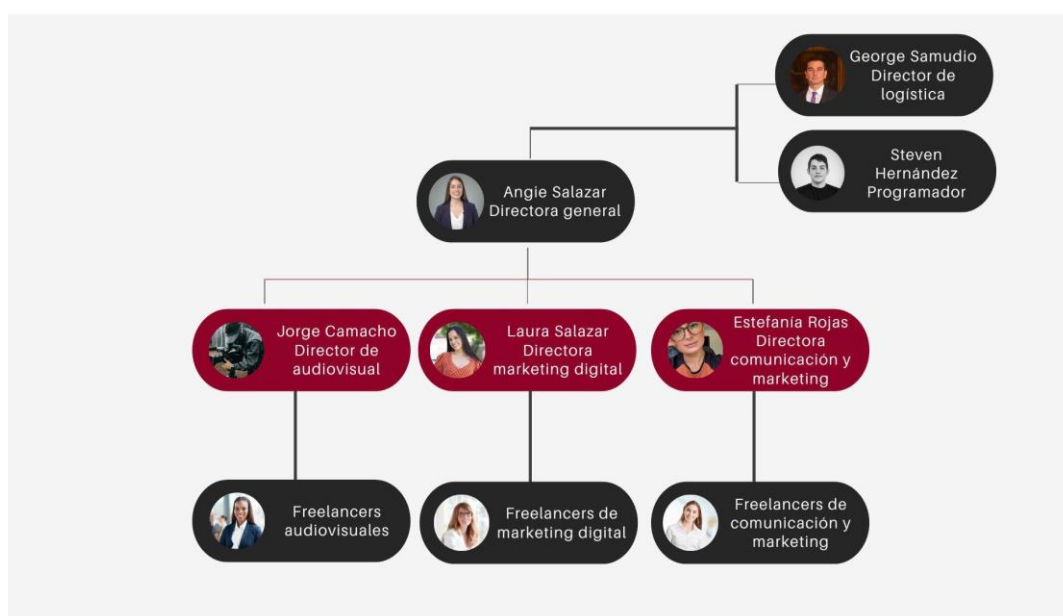 George Samudio
Director de
logística
Steven
Hernández
Programador
Angie Salazar
Directora general
Jorge Camacho
Director de
audiovisual
Laura Salazar
Directora
marketing digital
Estefanía Rojas
Directora
comunicación y
marketing
Freelancers
audiovisuales
Freelancers de
marketing digital
Freelancers de
comunicación y
marketing